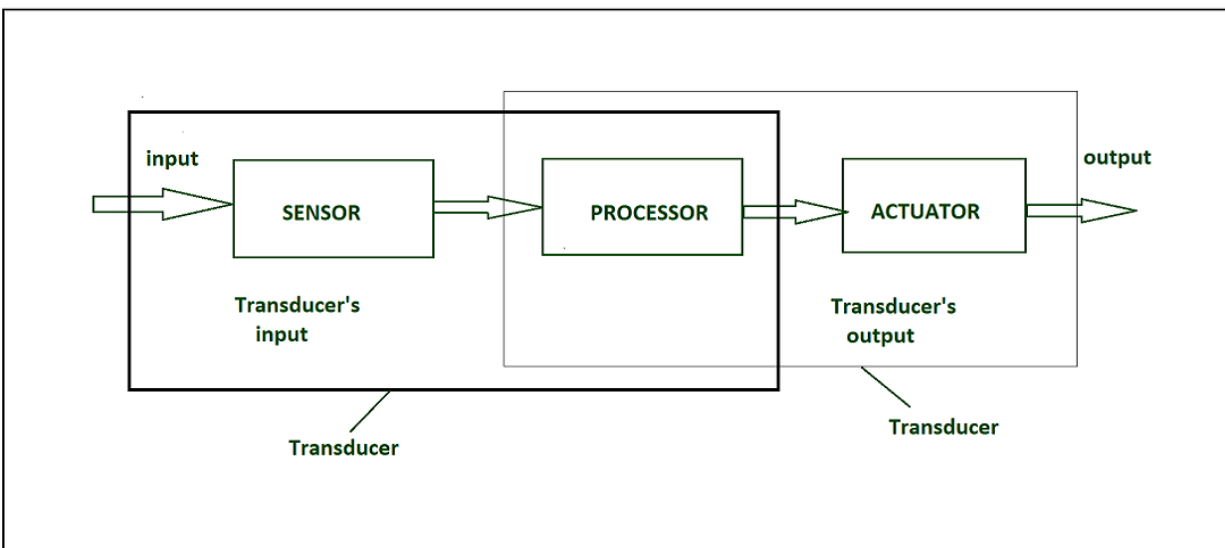 input
output
SENSOR
PROCESSOR
ACTUATOR
Transducer's
input
Transducer's
output
Transducer
Transducer